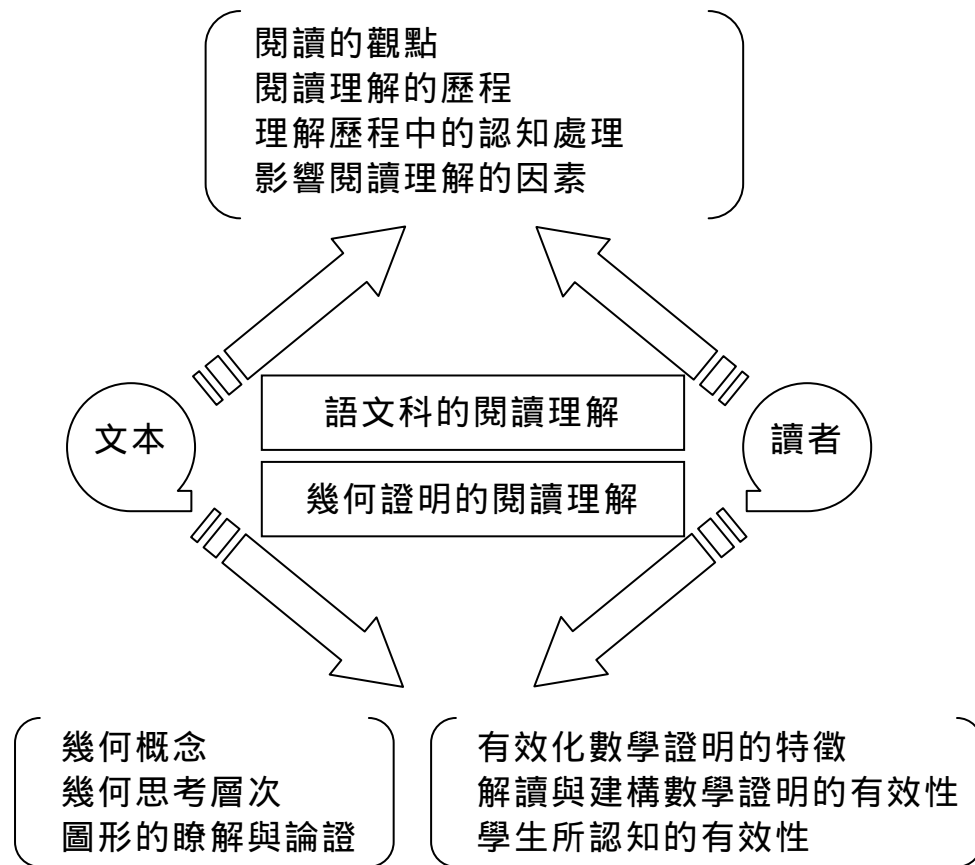 閱讀的觀點
閱讀理解的歷程
理解歷程中的認知處理
影響閱讀理解的因素
語文科的閱讀理解
文本
讀者
幾何證明的閱讀理解
幾何概念
幾何思考層次
圖形的瞭解與論證
有效化數學證明的特徵
解讀與建構數學證明的有效性
學生所認知的有效性